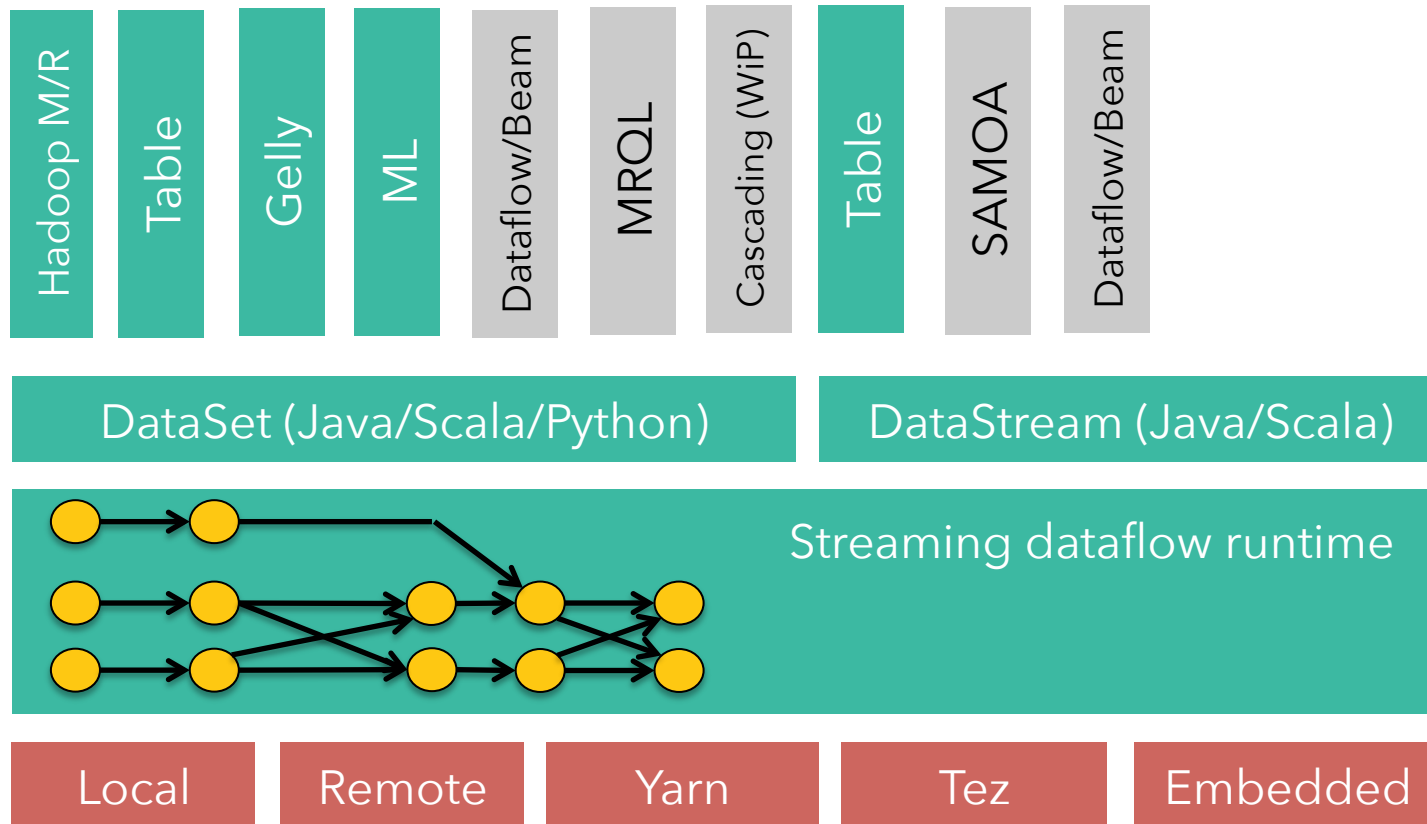 Hadoop M/R
Table
Gelly
ML
Dataflow/Beam
MRQL
Cascading (WiP)
Table
SAMOA
Dataflow/Beam
DataSet (Java/Scala/Python)
DataStream (Java/Scala)
Streaming dataflow runtime
Local
Remote
Yarn
Tez
Embedded